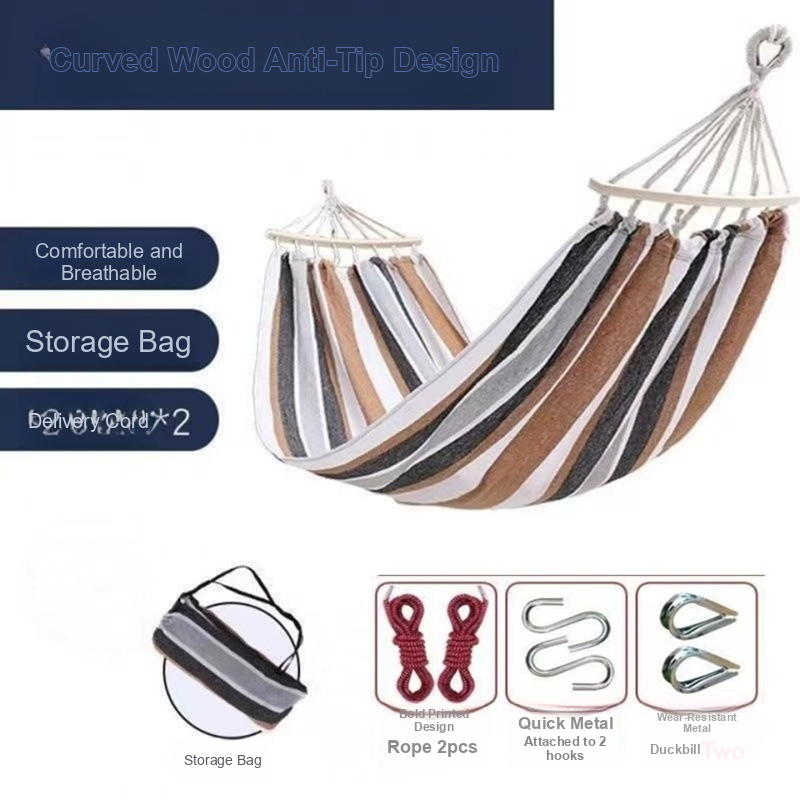 Curved Wood Anti-Tip Design
Comfortable and
Breathable
Storage Bag
Delivery Cord *2
Storage Bag
Bold Printed
Design
Rope 2pcs
Quick Metal
Attached to 2
hooks
Wear-Resistant
Metal
Duckbill Two